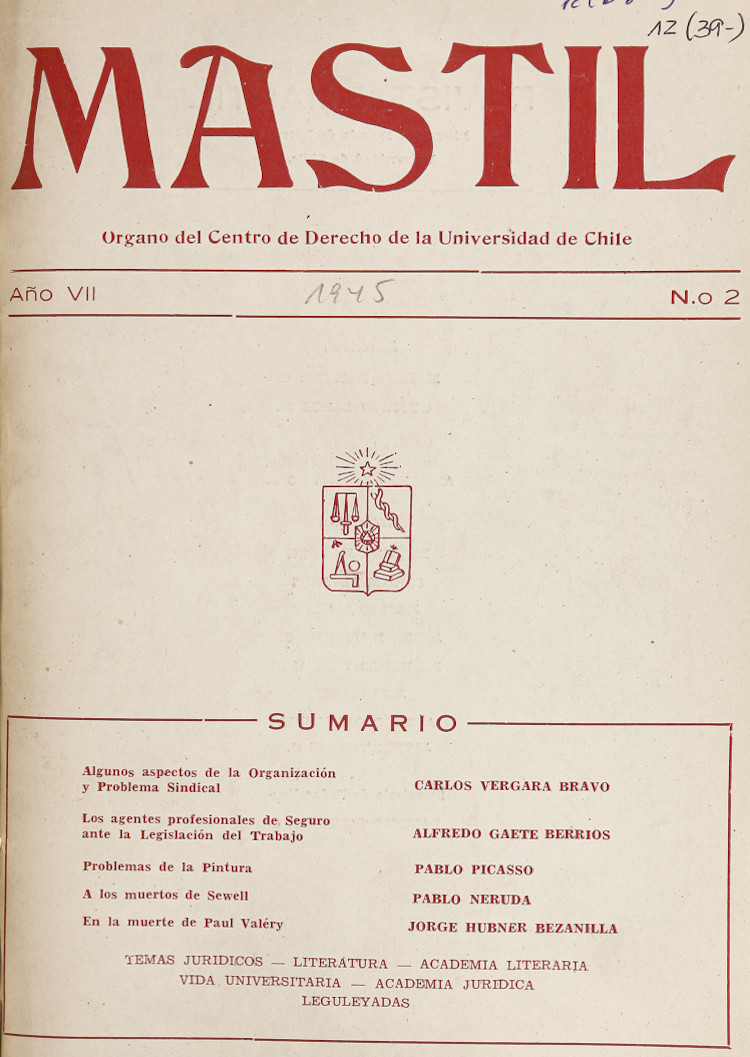 12 (39-)
MASTIL
Organo del Centro de Derecho de la Universidad de Chile
Año VII 1945 N.o 2
SUMARIO
Algunos aspectos de la Organización
y Problema Sindical CARLOS VERGARA BRAVO
Los agentes profesionales de Seguro
ante la Legislación del Trabajo ALFREDO GAETE BERRIOS
Problemas de la Pintura PABLO PICASSO
A los muertos de Sewell PABLO NERUDA
En la muerte de Paul Valéry JORGE HUBNER BEZANILLA
TEMAS JURIDICOS — LITERATURA — ACADEMIA LITERARIA
VIDA UNIVERSITARIA — ACADEMIA JURIDICA
LEGULEYADAS